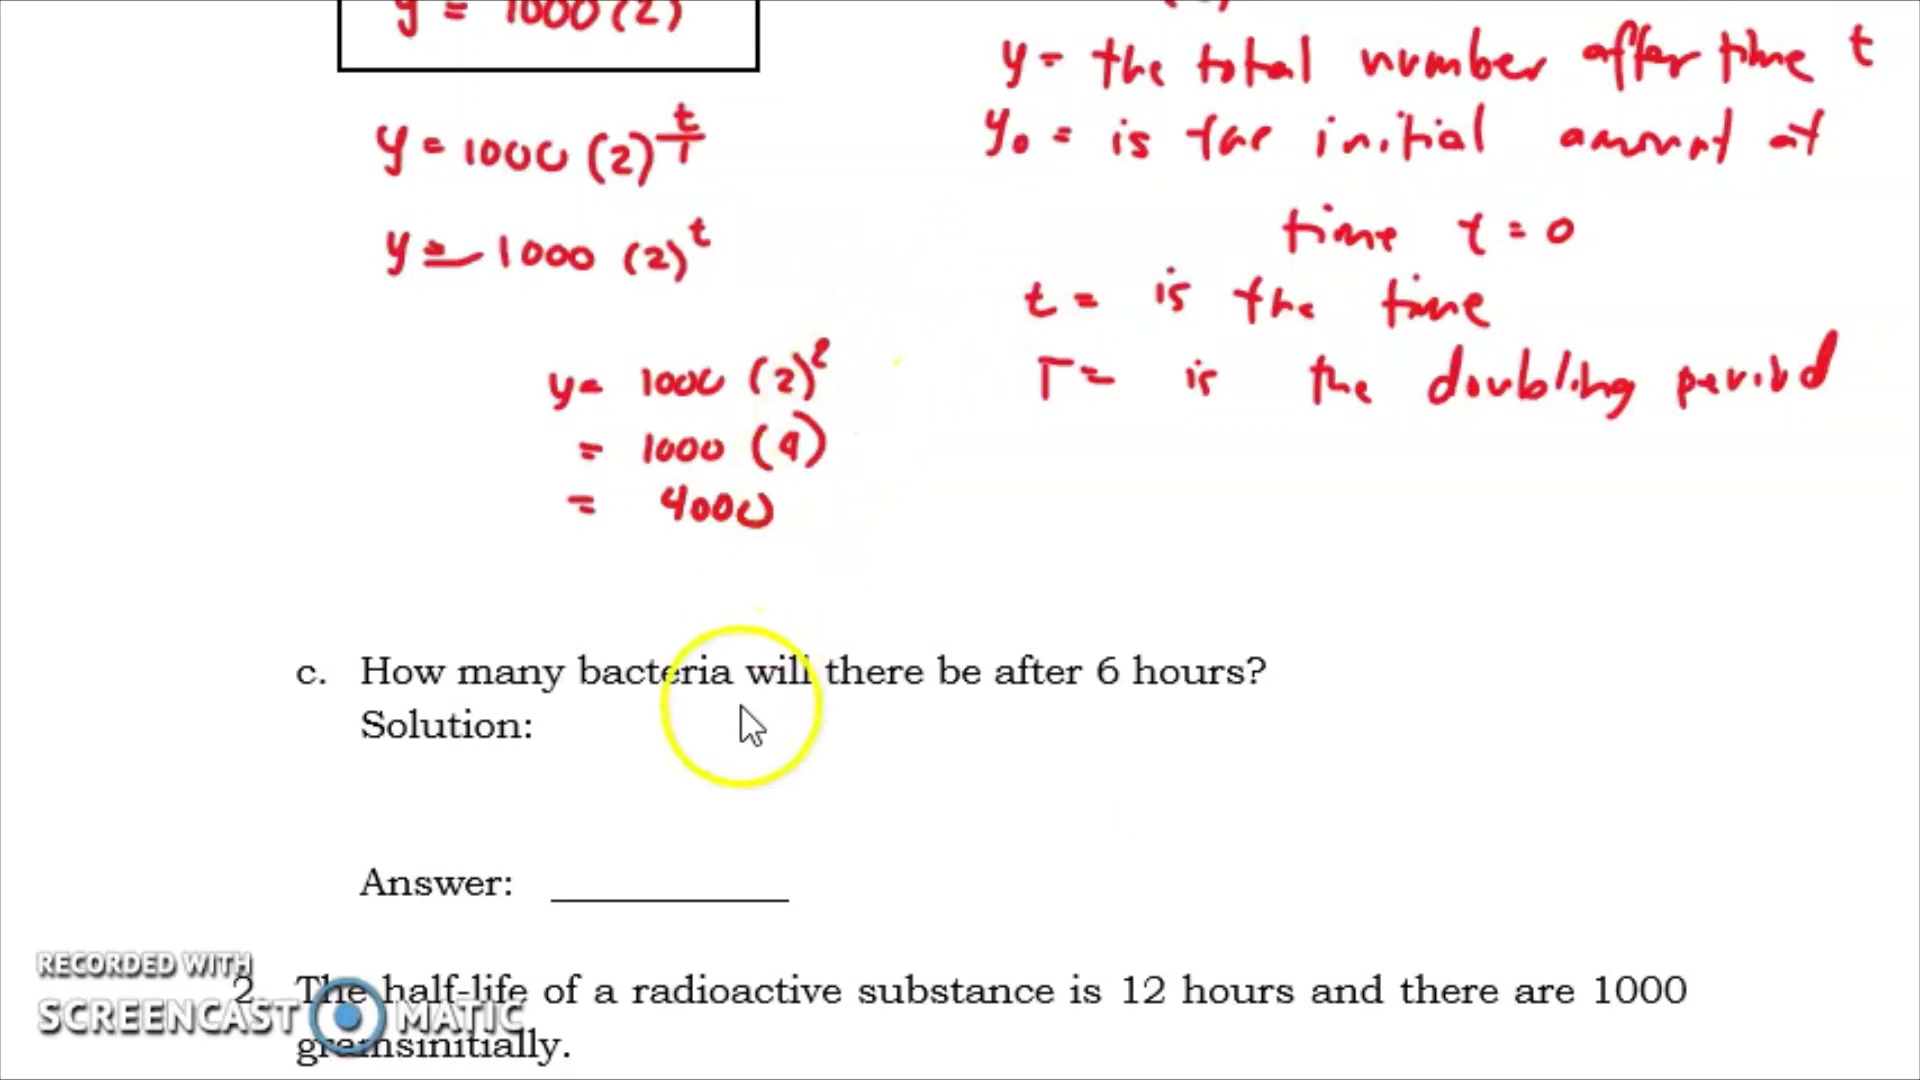 y = 1000 (2)
y = the total number after time t
y = 1000 (2)^t/1
y₀ = is the initial amount at
time t = 0
y = 1000 (2)^t
t = is the time
y = 1000 (2)^2
T = is the doubling period
= 1000 (4)
= 4000
c. How many bacteria will there be after 6 hours?
Solution:
Answer: __________
RECORDED WITH
SCREENCAST MATIC
2. The half-life of a radioactive substance is 12 hours and there are 1000
gramsinitially.